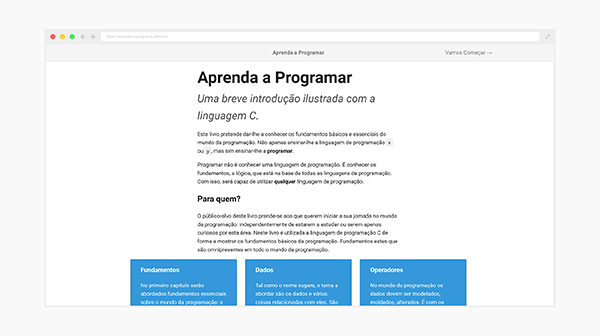 Aprenda a Programar
Vamos Começar →
Aprenda a Programar
Uma breve introdução ilustrada com a
linguagem C.
Este livro pretende dar-lhe a conhecer os fundamentos básicos e essenciais do
mundo da programação. Não apenas ensinar-lhe a linguagem de programação x
ou y, mas sim ensinar-lhe a programar.
Programar não é conhecer uma linguagem de programação. É conhecer os
fundamentos, a lógica, que está na base de todas as linguagens de programação.
Com isso, será capaz de utilizar qualquer linguagem de programação.
Para quem?
O público-alvo deste livro prende-se aos que querem iniciar a sua jornada no mundo
da programação: independentemente de estarem a estudar ou serem apenas
curiosos por esta área. Neste livro é utilizada a linguagem de programação C de
forma a mostrar os fundamentos básicos da programação. Fundamentos estes que
são omnipresentes em todo o mundo da programação.
Fundamentos
No primeiro capítulo serão
abordados fundamentos essenciais
sobre o mundo da programação: e
Dados
Tal como o nome sugere, o tema a
abordar são os dados e várias
coisas relacionadas com eles. São
Operadores
No mundo da programação os
dados devem ser modelados,
moldados, alterados. É com os